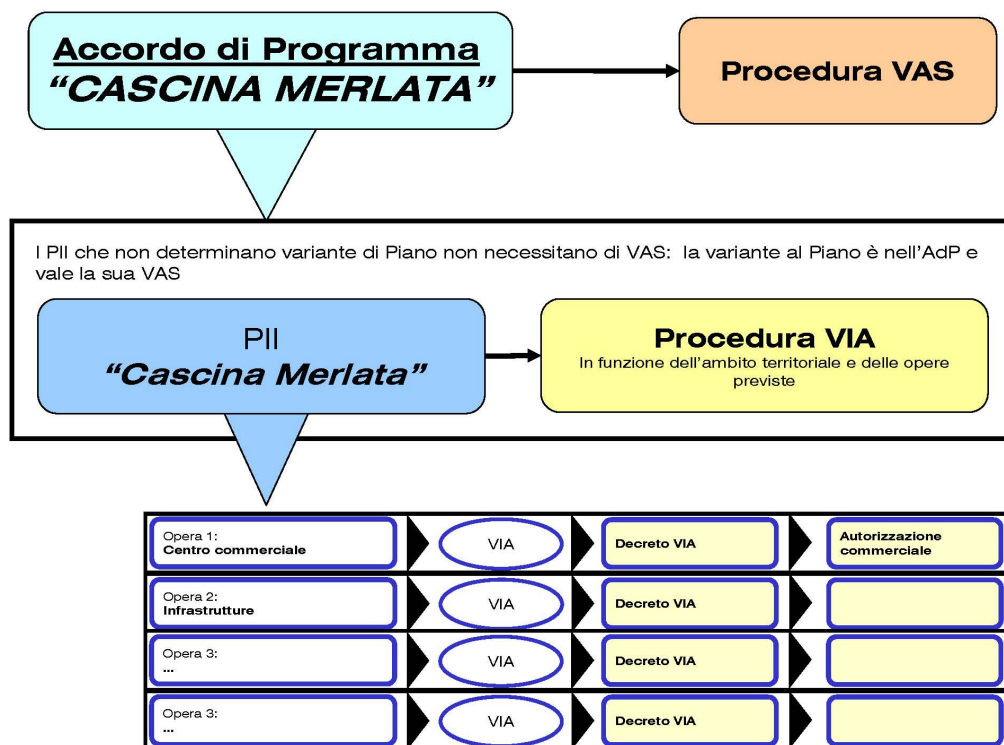 Accordo di Programma
“CASCINA MERLATA”
Procedura VAS
I PII che non determinano variante di Piano non necessitano di VAS: la variante al Piano è nell’AdP e
vale la sua VAS
PII
“Cascina Merlata”
Procedura VIA
In funzione dell’ambito territoriale e delle opere
previste
Opera 1:
Centro commerciale
VIA
Decreto VIA
Autorizzazione
commerciale
Opera 2:
Infrastrutture
VIA
Decreto VIA
Opera 3:
...
VIA
Decreto VIA
Opera 3:
...
VIA
Decreto VIA